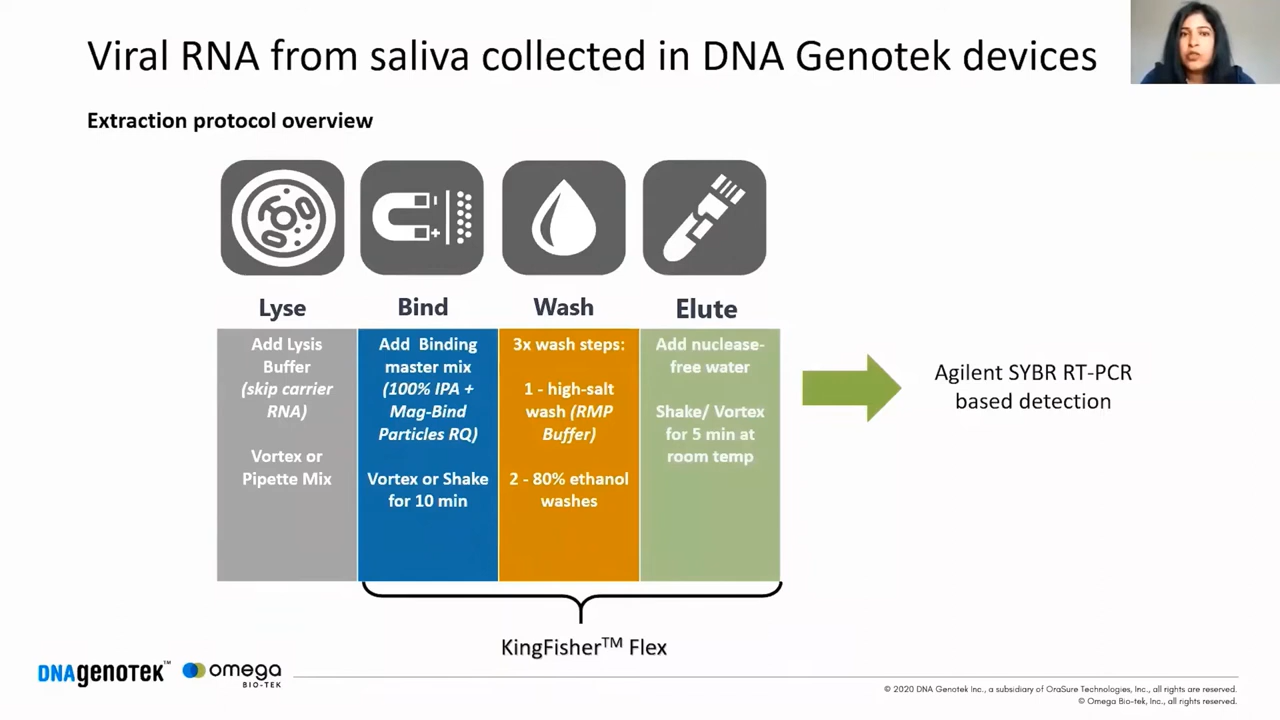 Viral RNA from saliva collected in DNA Genotek devices
Extraction protocol overview
Lyse
Bind
Wash
Elute
Add Lysis
Buffer
(skip carrier
RNA)
Vortex or
Pipette Mix
Add Binding
master mix
(100% IPA +
Mag-Bind
Particles RQ)
Vortex or Shake
for 10 min
3x wash steps:
1 - high-salt
wash (RMP
Buffer)
2 - 80% ethanol
washes
Add nuclease-
free water
Shake/ Vortex
for 5 min at
room temp
Agilent SYBR RT-PCR
based detection
KingFisher™ Flex
DNAgenotek™
omega
BIO-TEK
© 2020 DNA Genotek Inc., a subsidiary of OraSure Technologies, Inc., all rights are reserved.
© Omega Bio-tek, Inc., all rights reserved.